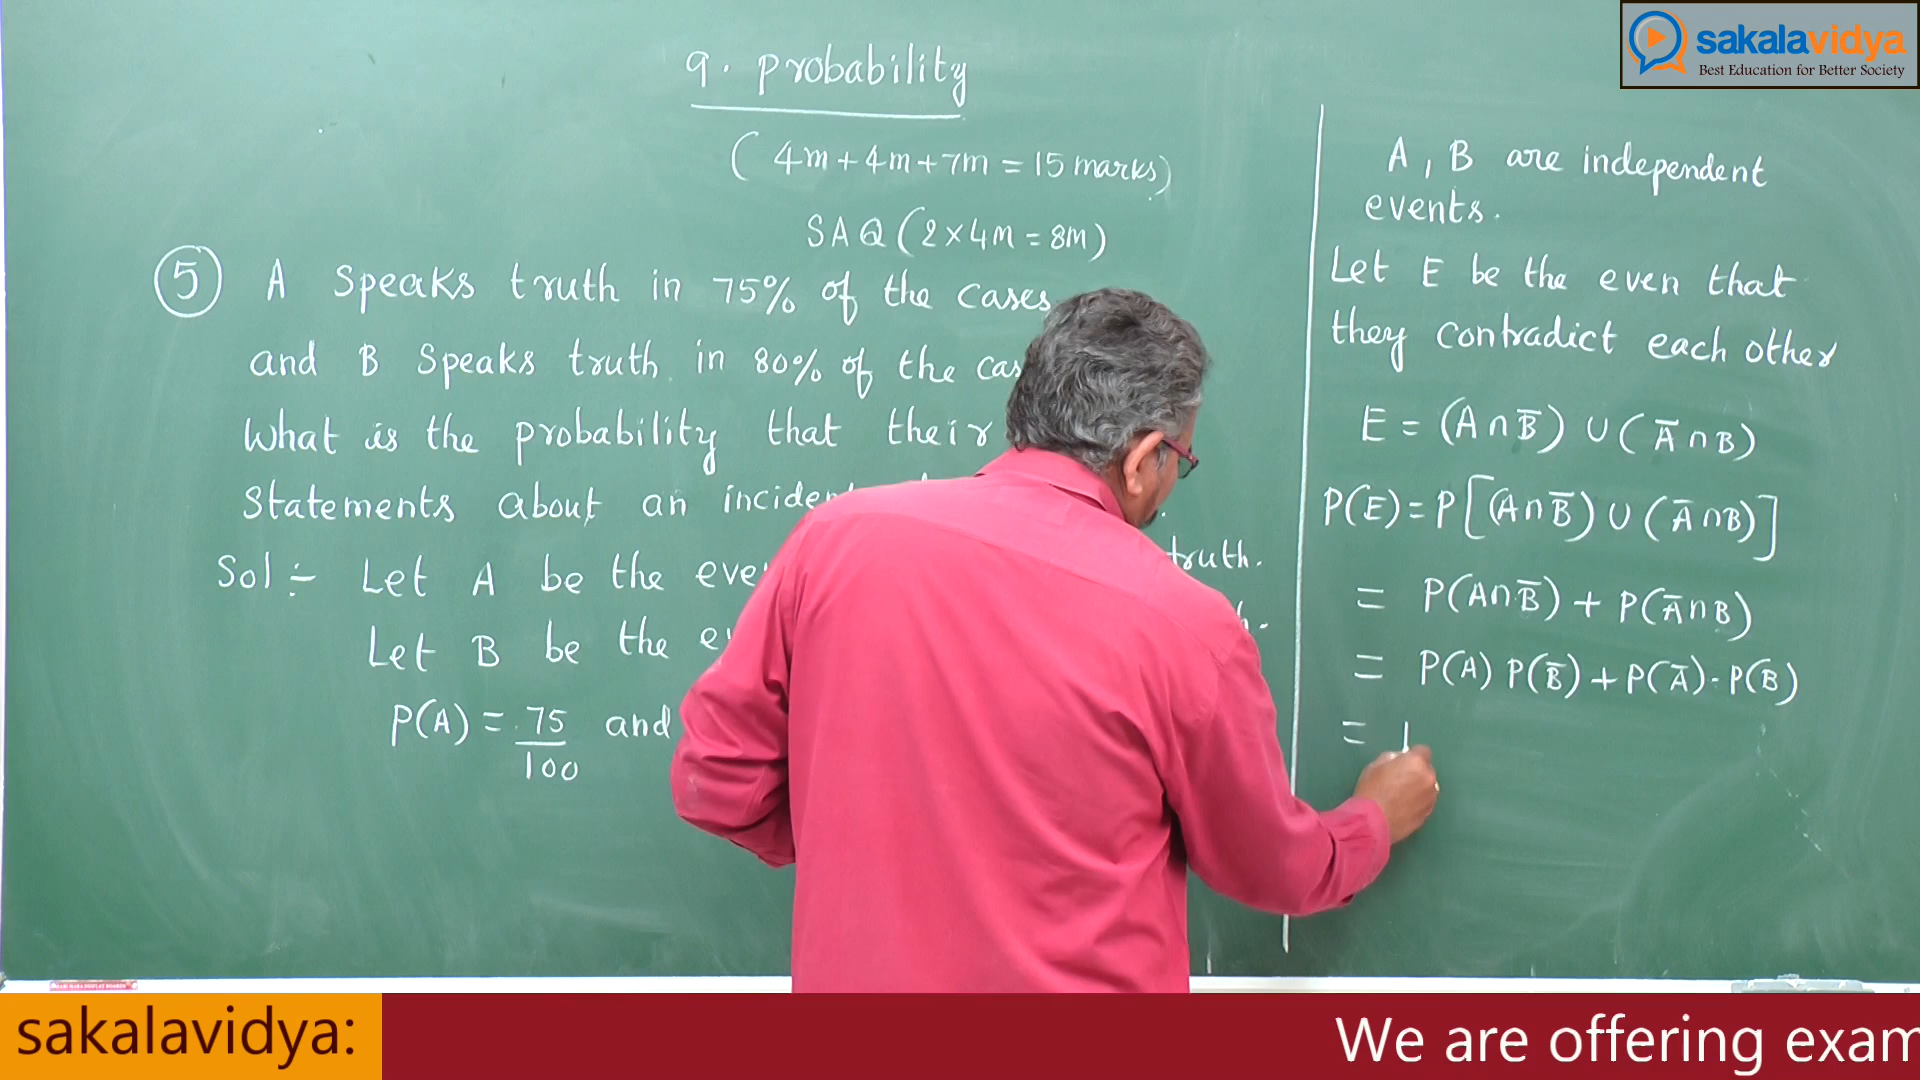 sakalavidya
Best Education for Better Society
9. Probability
(4m + 4m + 7m = 15 marks)
SAQ (2 × 4M = 8M)
5 A Speaks truth in 75% of the cases
and B Speaks truth in 80% of the
What is the probability that their
Statements about an
Sol :- Let A be the truth.
Let B be the
P(A) = 75/100 and
A, B are independent
events.
Let E be the even that
they contradict each other
E = (A∩B̅) ∪ (A̅∩B)
P(E) = P[(A∩B̅) ∪ (A̅∩B)]
= P(A∩B̅) + P(A̅∩B)
= P(A) P(B̅) + P(A̅) · P(B)
=
sakalavidya:
We are offering exam